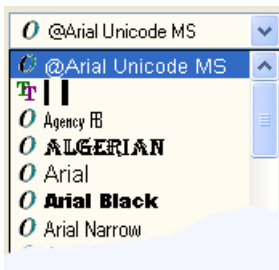 @Arial Unicode MS
@Arial Unicode MS
Agency FB
ALGERIAN
Arial
Arial Black
Arial Narrow